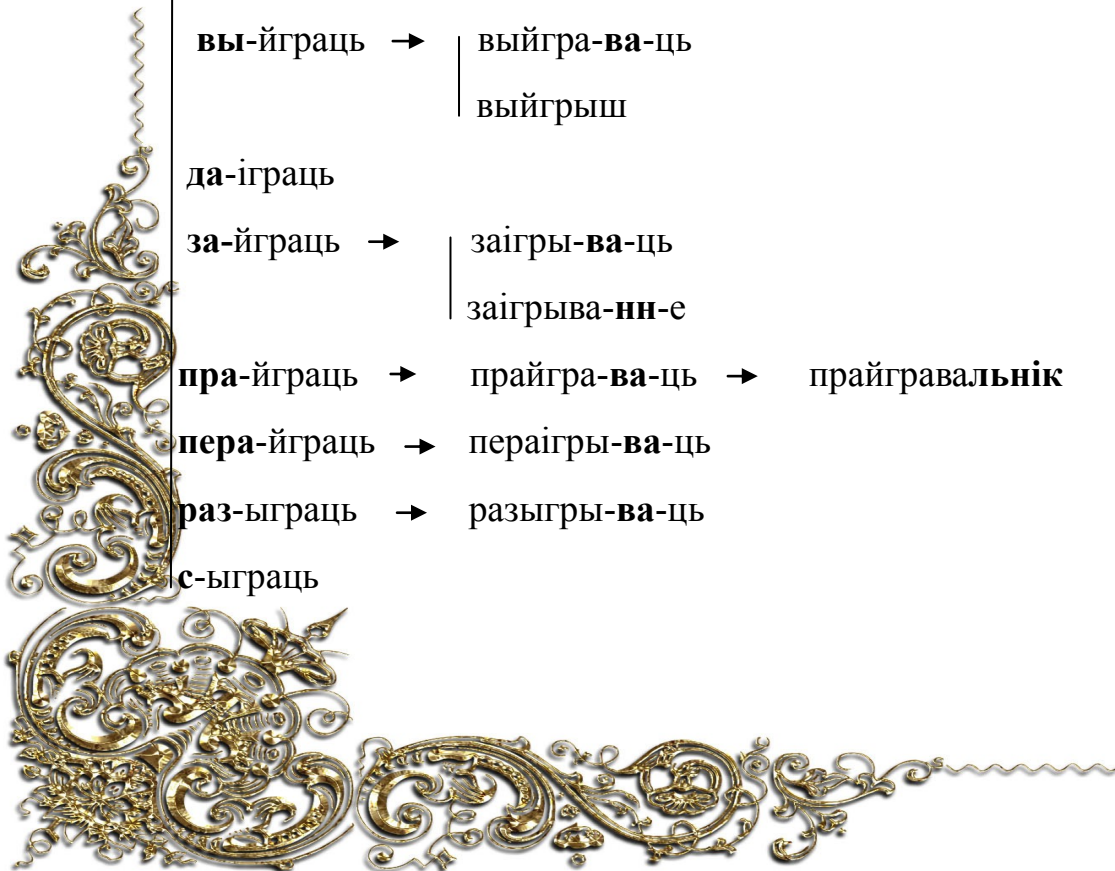 вы-йграць → выйгра-ва-ць
выйгрыш
да-іграць
за-йграць → заігры-ва-ць
заігрыва-нн-е
пра-йграць → прайгра-ва-ць → прайгравальнік
пера-йграць → пераігры-ва-ць
раз-ыграць → разыгры-ва-ць
с-ыграць